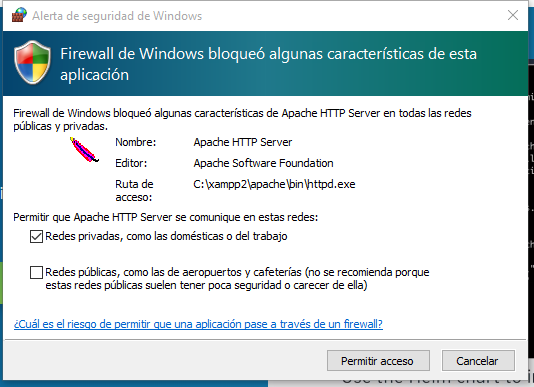 Alerta de seguridad de Windows
Firewall de Windows bloqueó algunas características de esta
aplicación
Firewall de Windows bloqueó algunas características de Apache HTTP Server en todas las redes
públicas y privadas.
Nombre: Apache HTTP Server
Editor: Apache Software Foundation
Ruta de
acceso: C:\xampp2\apache\bin\httpd.exe
Permitir que Apache HTTP Server se comunique en estas redes:
Redes privadas, como las domésticas o del trabajo
Redes públicas, como las de aeropuertos y cafeterías (no se recomienda porque
estas redes públicas suelen tener poca seguridad o carecer de ella)
¿Cuál es el riesgo de permitir que una aplicación pase a través de un firewall?
Permitir acceso Cancelar
Use the Helm chart to